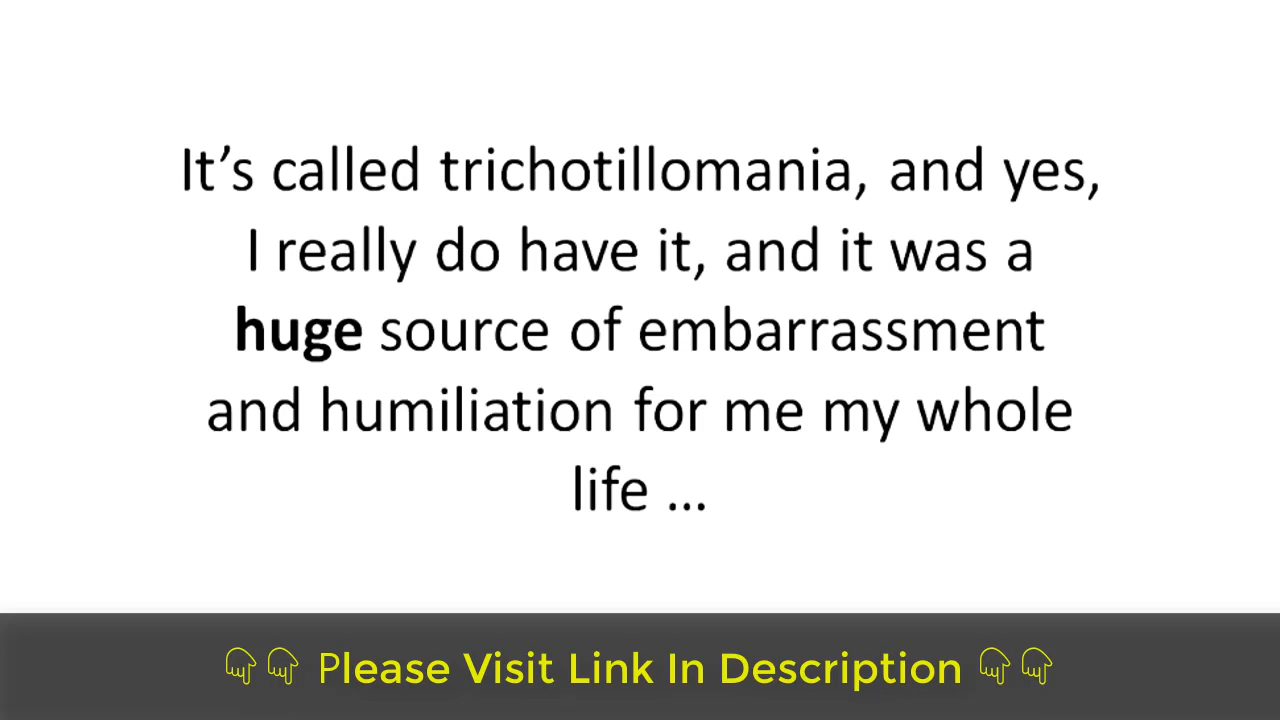 It’s called trichotillomania, and yes,
I really do have it, and it was a
huge source of embarrassment
and humiliation for me my whole
life ...
Please Visit Link In Description